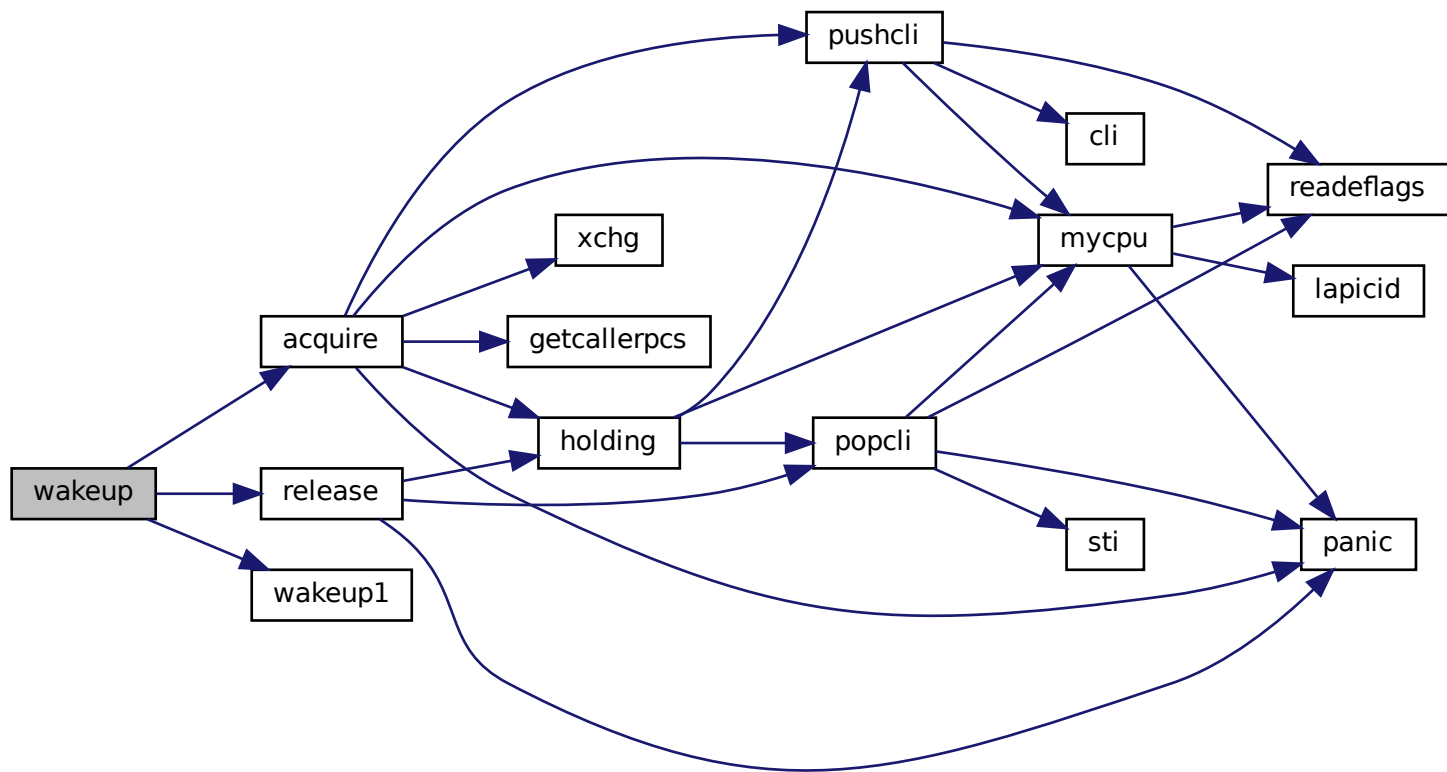 pushcli
cli
readeflags
mycpu
xchg
lapicid
acquire
getcallerpcs
holding
popcli
wakeup
release
sti
panic
wakeup1